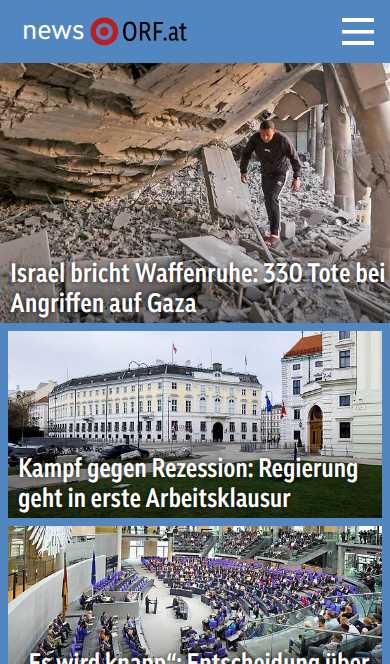 news ORF.at
Israel bricht Waffenruhe: 330 Tote bei
Angriffen auf Gaza
Kampf gegen Rezession: Regierung
geht in erste Arbeitsklausur
„Es wird knapp“: Entscheidung über